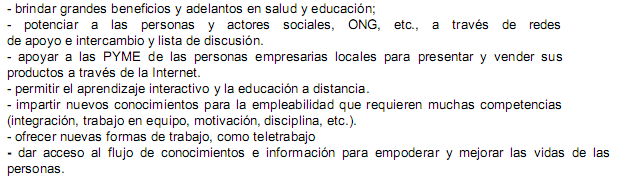 - brindar grandes beneficios y adelantos en salud y educación;
- potenciar a las personas y actores sociales, ONG, etc., a través de redes
de apoyo e intercambio y lista de discusión.
- apoyar a las PYME de las personas empresarias locales para presentar y vender sus
productos a través de la Internet.
- permitir el aprendizaje interactivo y la educación a distancia.
- impartir nuevos conocimientos para la empleabilidad que requieren muchas competencias
(integración, trabajo en equipo, motivación, disciplina, etc.).
- ofrecer nuevas formas de trabajo, como teletrabajo
- dar acceso al flujo de conocimientos e información para empoderar y mejorar las vidas de las
personas.